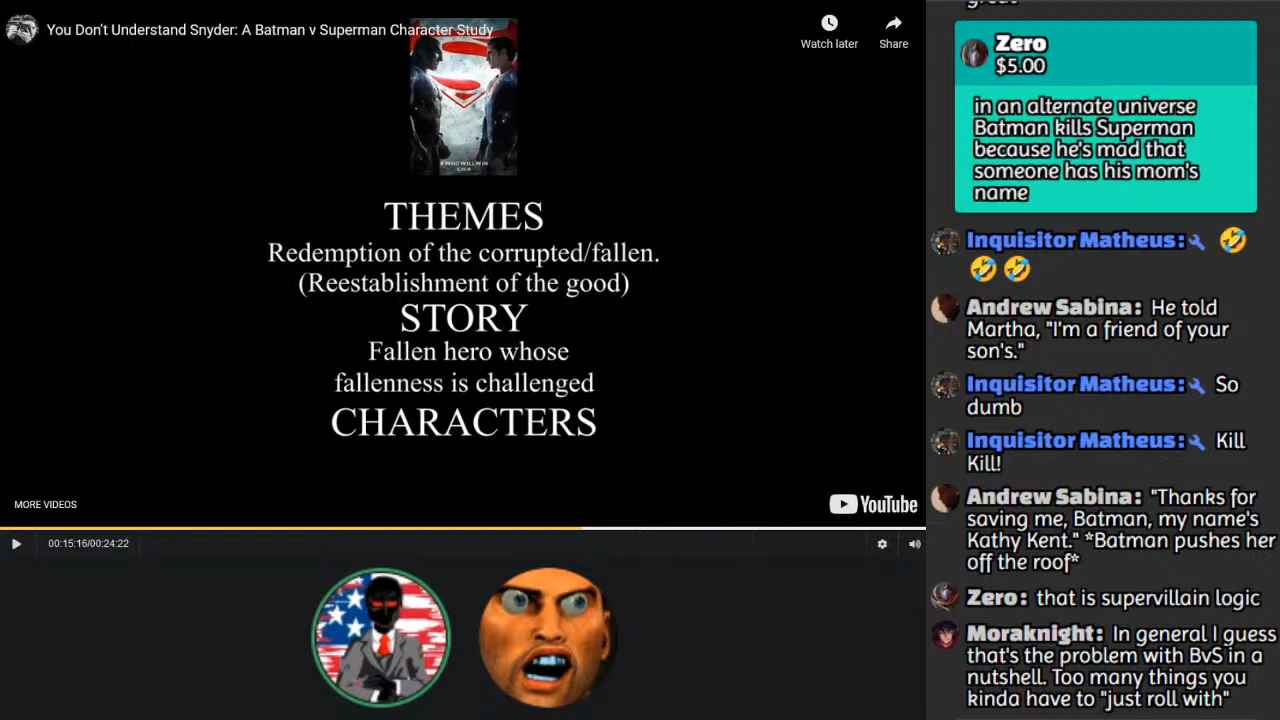 You Don't Understand Snyder: A Batman v Superman Character Study
Watch later
Share
#WHOWILLWIN
THEMES
Redemption of the corrupted/fallen.
(Reestablishment of the good)
STORY
Fallen hero whose
fallenness is challenged
CHARACTERS
MORE VIDEOS
YouTube
00:15:16/00:24:22
Zero
$5.00
in an alternate universe
Batman kills Superman
because he's mad that
someone has his mom's
name
Inquisitor Matheus:
Andrew Sabina: He told
Martha, "I'm a friend of your
son's."
Inquisitor Matheus: So
dumb
Inquisitor Matheus: Kill
Kill!
Andrew Sabina: "Thanks for
saving me, Batman, my name's
Kathy Kent." *Batman pushes her
off the roof*
Zero: that is supervillain logic
Moraknight: In general I guess
that's the problem with BvS in a
nutshell. Too many things you
kinda have to "just roll with"